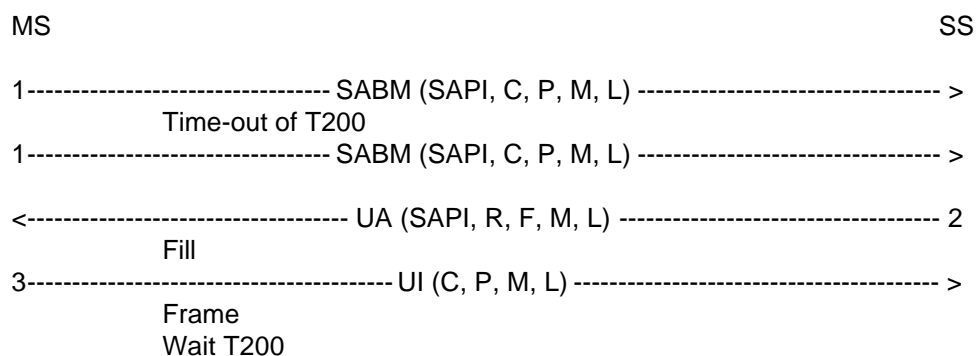 MS SS
1---------------------------------- SABM (SAPI, C, P, M, L) ---------------------------------- >
Time-out of T200
1---------------------------------- SABM (SAPI, C, P, M, L) ---------------------------------- >
<------------------------------------ UA (SAPI, R, F, M, L) ------------------------------------ 2
Fill
3----------------------------------------- UI (C, P, M, L) ----------------------------------------- >
Frame
Wait T200